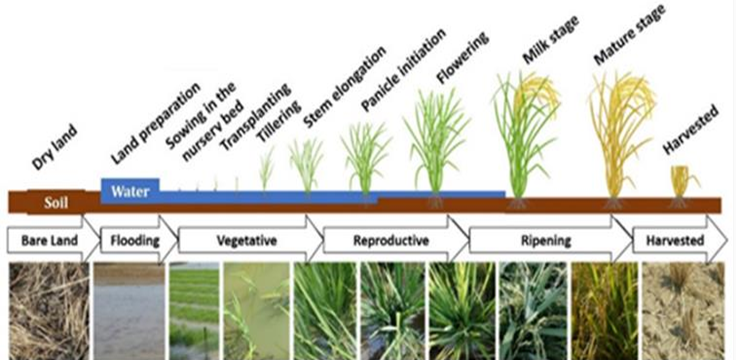 Dry land
Land preparation
Sowing in the
nursery bed
Transplanting
Tillering
Stem elongation
Panicle initiation
Flowering
Milk stage
Mature stage
Harvested
Water
Soil
Bare Land
Flooding
Vegetative
Reproductive
Ripening
Harvested